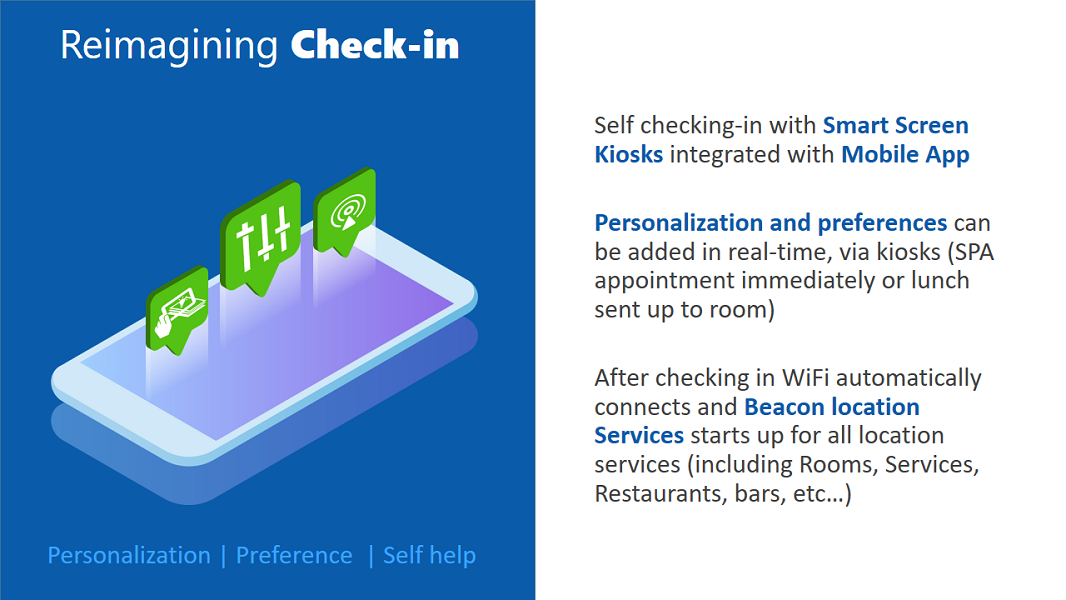 Reimagining Check-in
Self checking-in with Smart Screen
Kiosks integrated with Mobile App
Personalization and preferences can
be added in real-time, via kiosks (SPA
appointment immediately or lunch
sent up to room)
After checking in WiFi automatically
connects and Beacon location
Services starts up for all location
services (including Rooms, Services,
Restaurants, bars, etc...)
Personalization | Preference | Self help